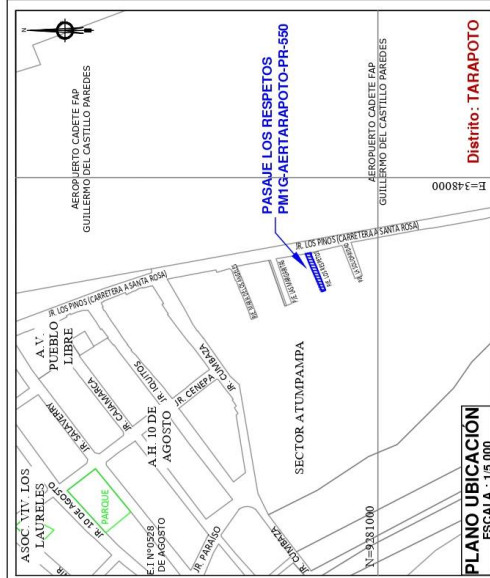 N
AEROPUERTO CADETE FAP
GUILLERMO DEL CASTILLO PAREDES
PASAJE LOS RESPETOS
PM1G-AERTARAPOTO-PR-550
AEROPUERTO CADETE FAP
GUILLERMO DEL CASTILLO PAREDES
Distrito: TARAPOTO
E=348000
JR. LOS PINOS (CARRETERA A SANTA ROSA)
JR. LOS PINOS (CARRETERA A SANTA ROSA)
A.V.
PUEBLO
LIBRE
JR. SALAVERRY
JR. CAJAMARCA
JR. IQUITOS
JR. CENEPA
JR. CUMBAZA
A.H. 10 DE
AGOSTO
SECTOR ATUMPAMPA
ASOC. VIV. LOS
LAURELES
JR. 10 DE AGOSTO
PARQUE
E.I Nº0528
DE AGOSTO
JR. PARAISO
JR. CUMBAZA
N=9281000
PLANO UBICACIÓN
ESCALA : 1/5,000